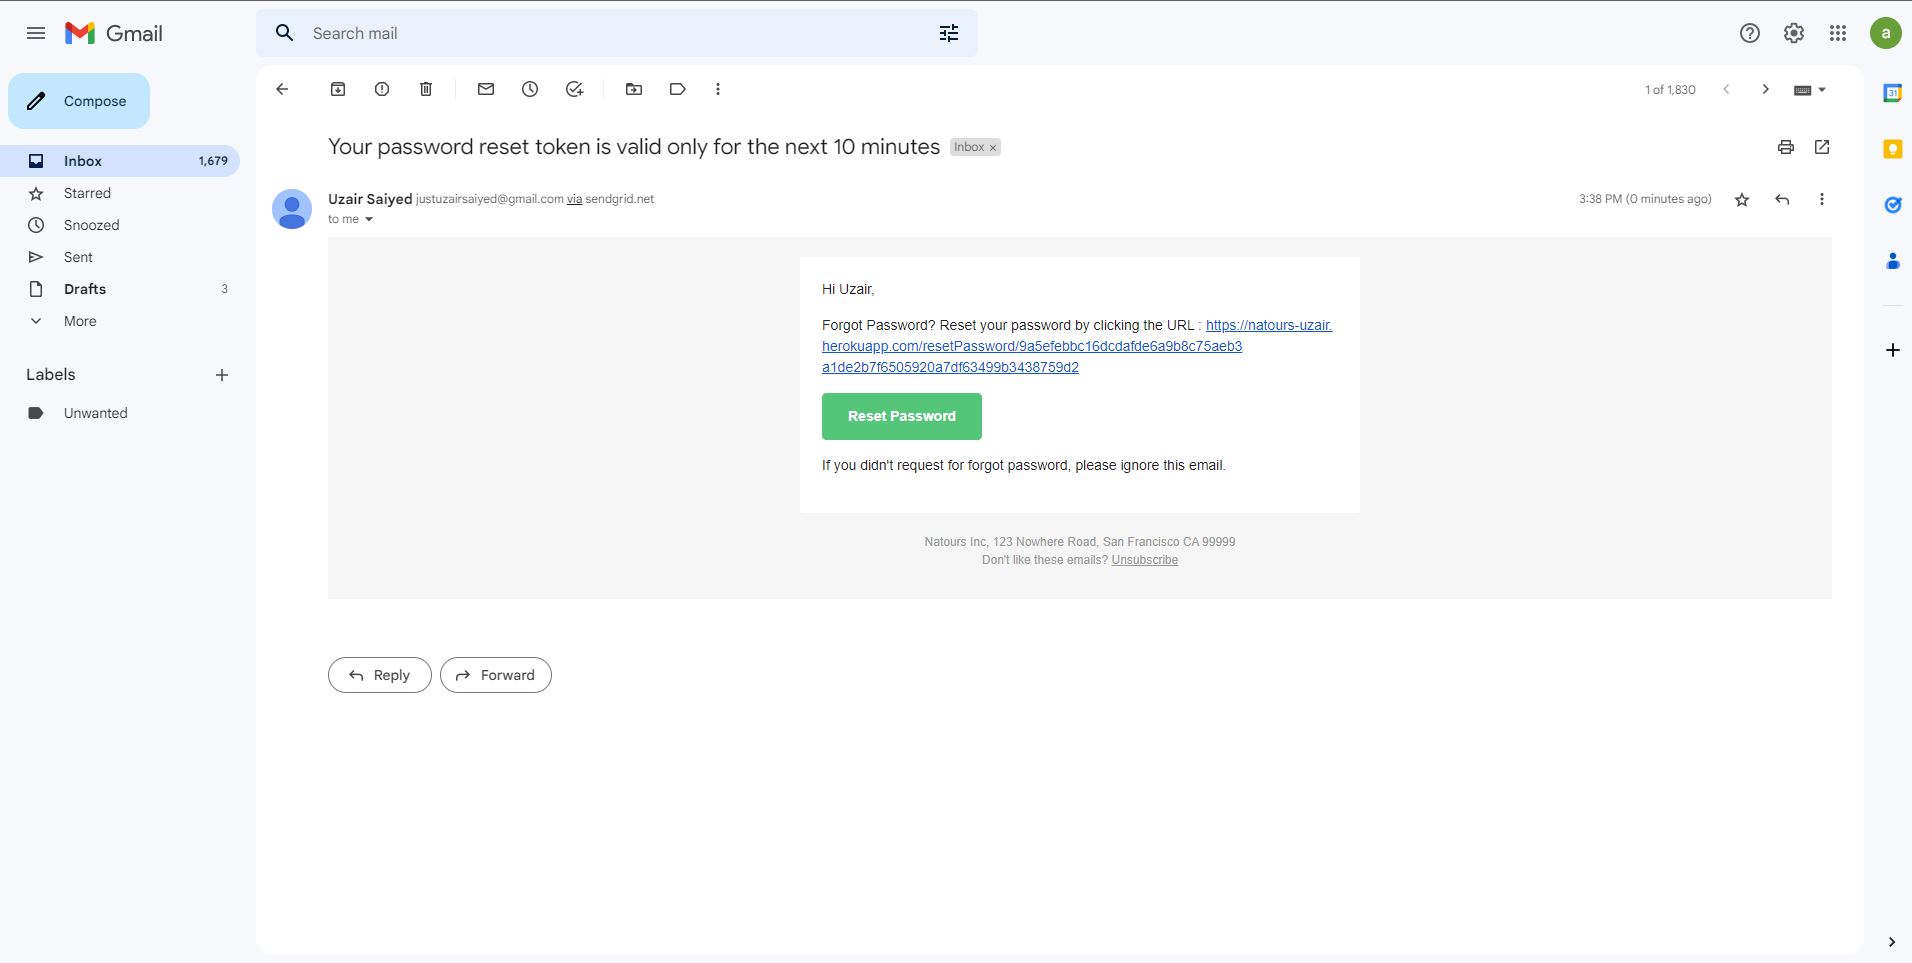 Gmail
Search mail
a
Compose
1 of 1,830
31
Your password reset token is valid only for the next 10 minutes Inbox ×
Inbox 1,679
Starred
Snoozed
Sent
Drafts 3
More
Labels
Unwanted
Uzair Saiyed justuzairsaiyed@gmail.com via sendgrid.net
3:38 PM (0 minutes ago)
to me
Hi Uzair,
Forgot Password? Reset your password by clicking the URL : https://natours-uzair.
herokuapp.com/resetPassword/9a5efebbc16dcdafde6a9b8c75aeb3
a1de2b7f6505920a7df63499b3438759d2
Reset Password
If you didn't request for forgot password, please ignore this email.
Natours Inc, 123 Nowhere Road, San Francisco CA 99999
Don't like these emails? Unsubscribe
Reply
Forward